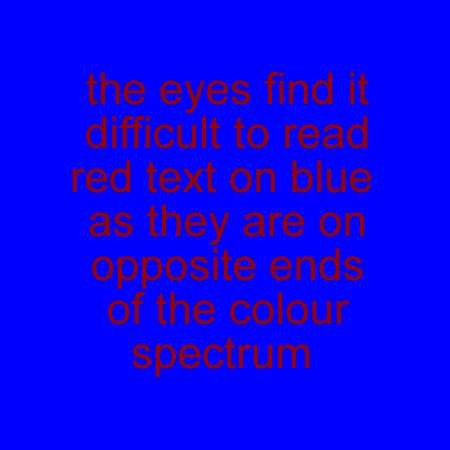 the eyes find it
difficult to read
red text on blue
as they are on
opposite ends
of the colour
spectrum